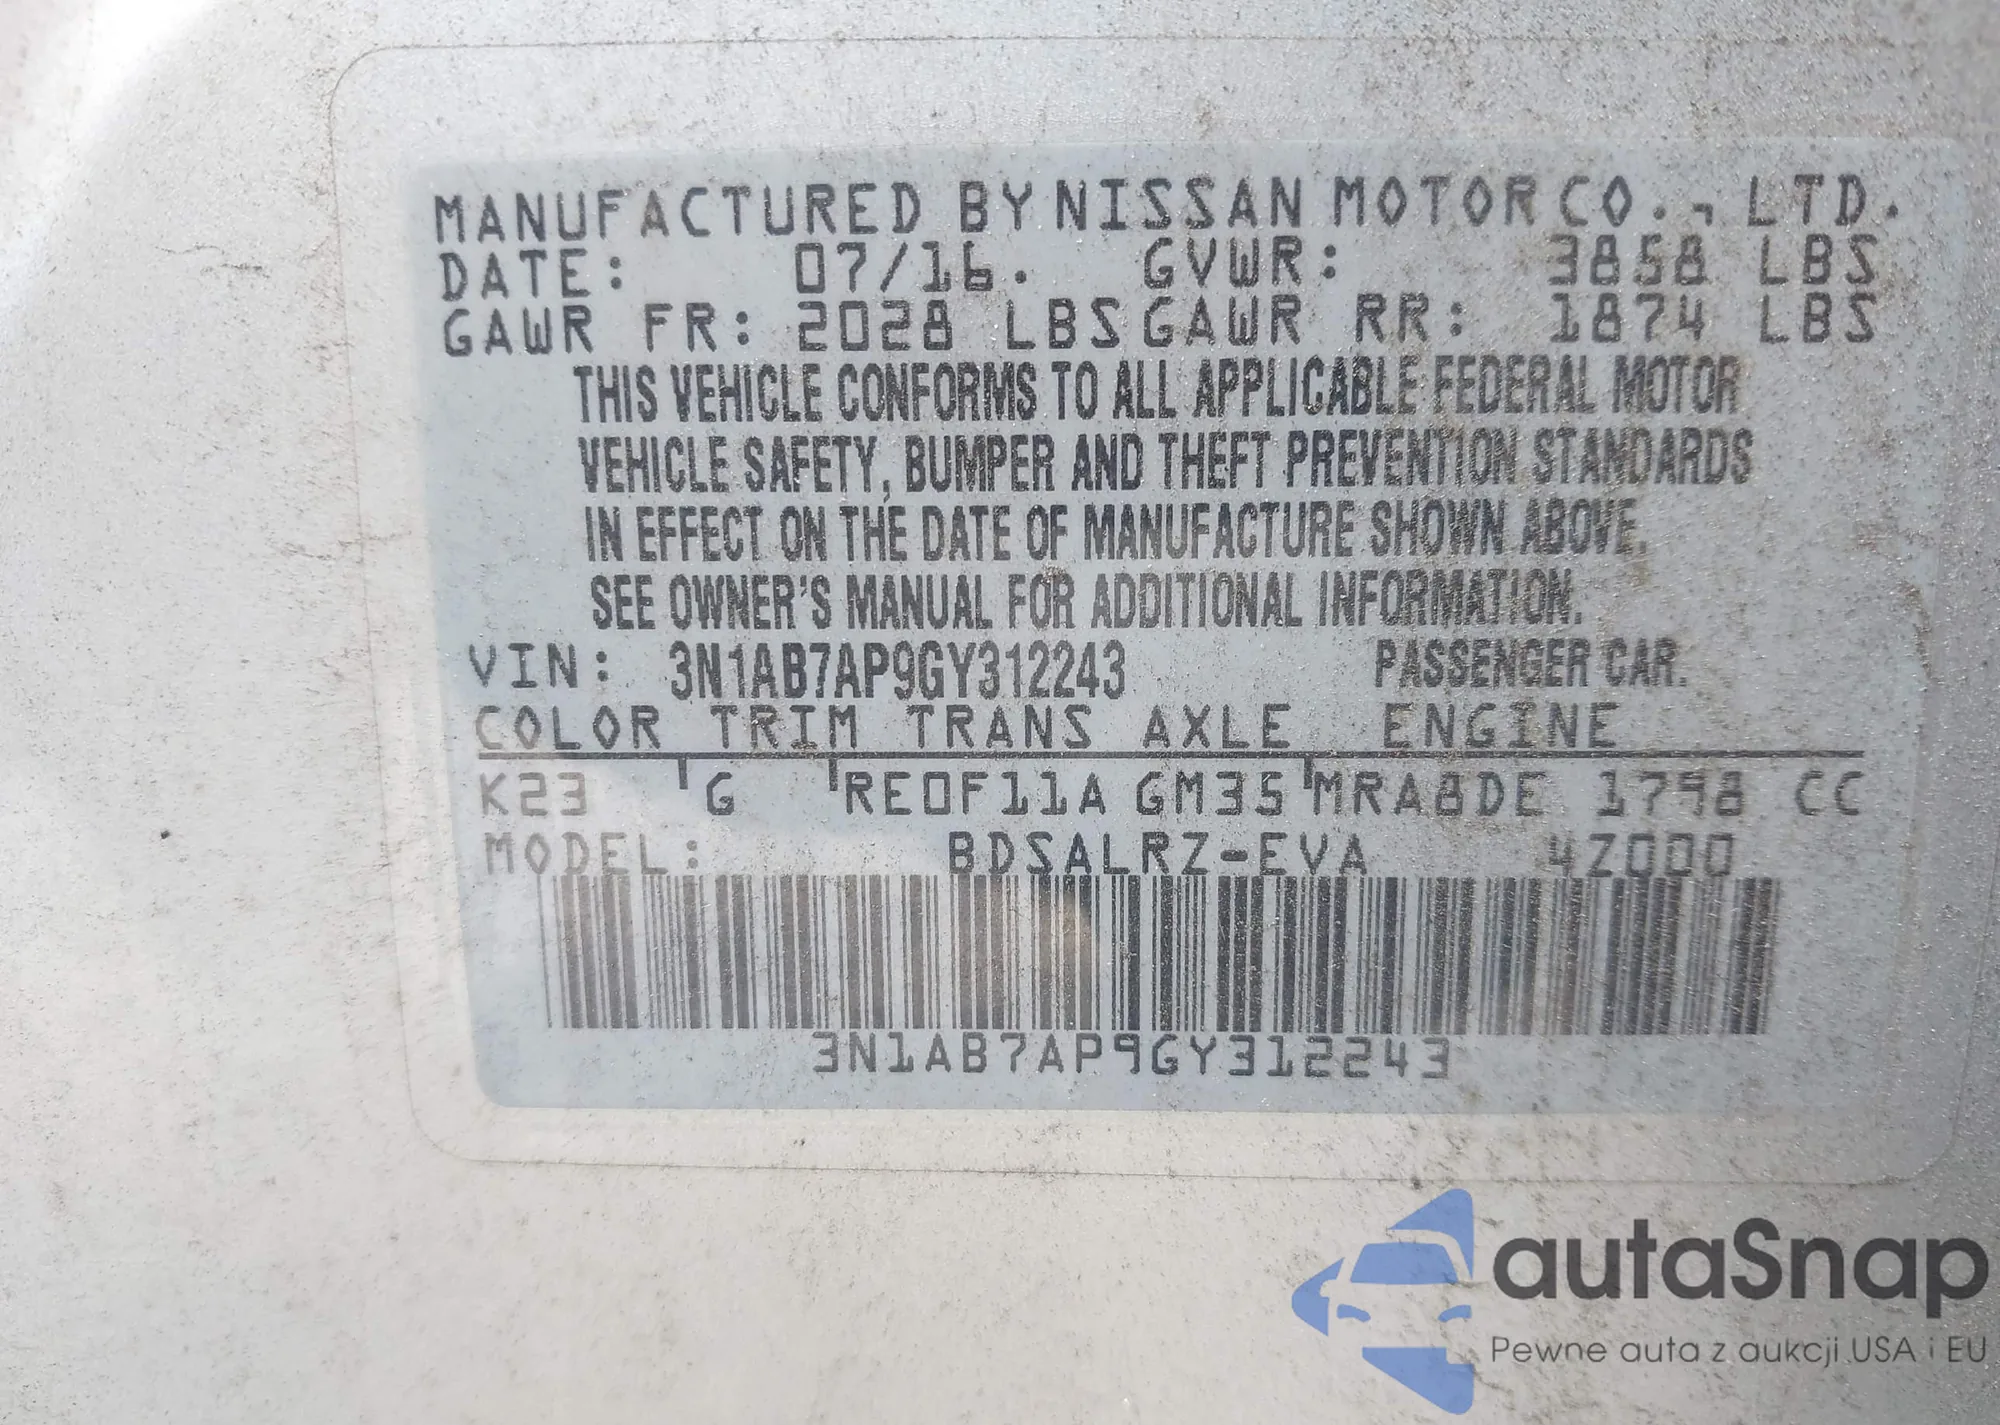 MANUFACTURED BY NISSAN MOTOR CO., LTD.
DATE: 07/16. GVWR: 3858 LBS
GAWR FR: 2028 LBS GAWR RR: 1874 LBS
THIS VEHICLE CONFORMS TO ALL APPLICABLE FEDERAL MOTOR
VEHICLE SAFETY, BUMPER AND THEFT PREVENTION STANDARDS
IN EFFECT ON THE DATE OF MANUFACTURE SHOWN ABOVE.
SEE OWNER'S MANUAL FOR ADDITIONAL INFORMATION.
VIN: 3N1AB7AP9GY312243 PASSENGER CAR.
COLOR TRIM TRANS AXLE ENGINE
K23 G RE0F11A GM35 MRA8DE 1798 CC
MODEL: BDSALRZ-EVA 4Z000
3N1AB7AP9GY312243
autaSnap
Pewne auta z aukcji USA i EU